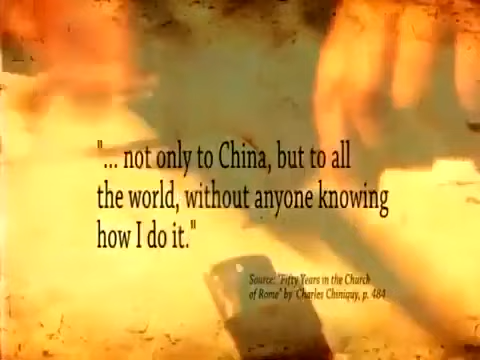 "... not only to China, but to all
the world, without anyone knowing
how I do it."
Source: "Fifty Years in the Church
of Rome" by Charles Chiniquy, p. 484